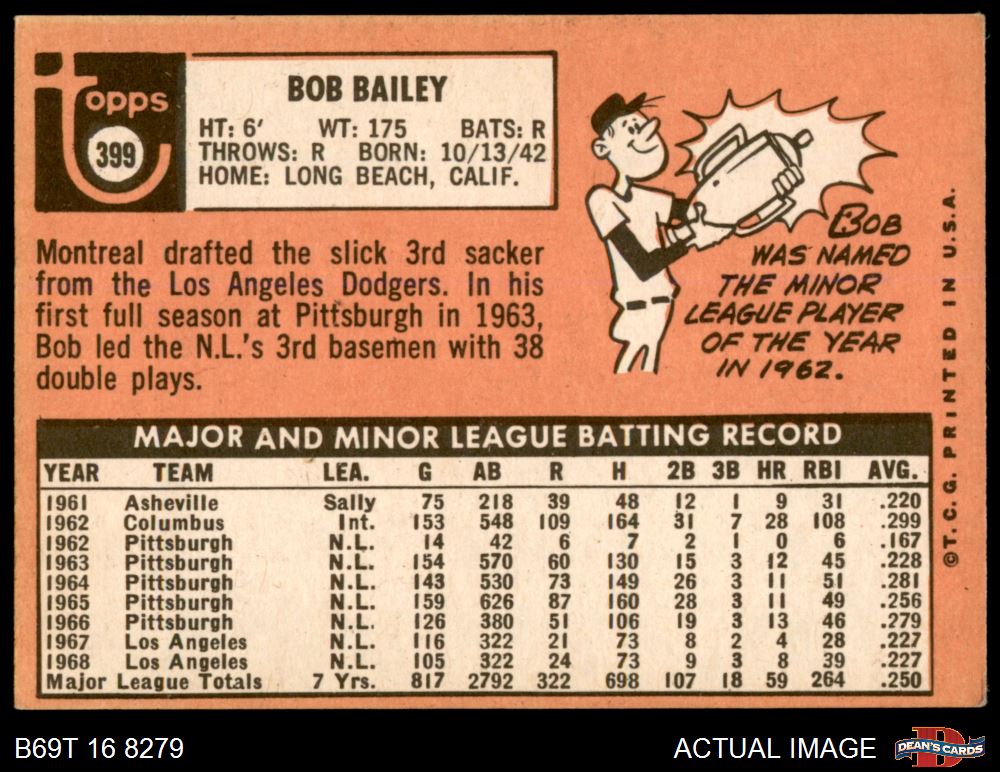 topps
399
BOB BAILEY
HT: 6' WT: 175 BATS: R
THROWS: R BORN: 10/13/42
HOME: LONG BEACH, CALIF.
Montreal drafted the slick 3rd sacker
from the Los Angeles Dodgers. In his
first full season at Pittsburgh in 1963,
Bob led the N.L.'s 3rd basemen with 38
double plays.
BOB
WAS NAMED
THE MINOR
LEAGUE PLAYER
OF THE YEAR
IN 1962.
©T.C.G. PRINTED IN U.S.A.
MAJOR AND MINOR LEAGUE BATTING RECORD
YEAR TEAM LEA. G AB R H 2B 3B HR RBI AVG.
1961 Asheville Sally 75 218 39 48 12 1 9 31 .220
1962 Columbus Int. 153 548 109 164 31 7 28 108 .299
1962 Pittsburgh N.L. 14 42 6 7 2 1 0 6 .167
1963 Pittsburgh N.L. 154 570 60 130 15 3 12 45 .228
1964 Pittsburgh N.L. 143 530 73 149 26 3 11 51 .281
1965 Pittsburgh N.L. 159 626 87 160 28 3 11 49 .256
1966 Pittsburgh N.L. 126 380 51 106 19 3 13 46 .279
1967 Los Angeles N.L. 116 322 21 73 8 2 4 28 .227
1968 Los Angeles N.L. 105 322 24 73 9 3 8 39 .227
Major League Totals 7 Yrs. 817 2792 322 698 107 18 59 264 .250
B69T 16 8279
ACTUAL IMAGE
DEAN'S CARDS